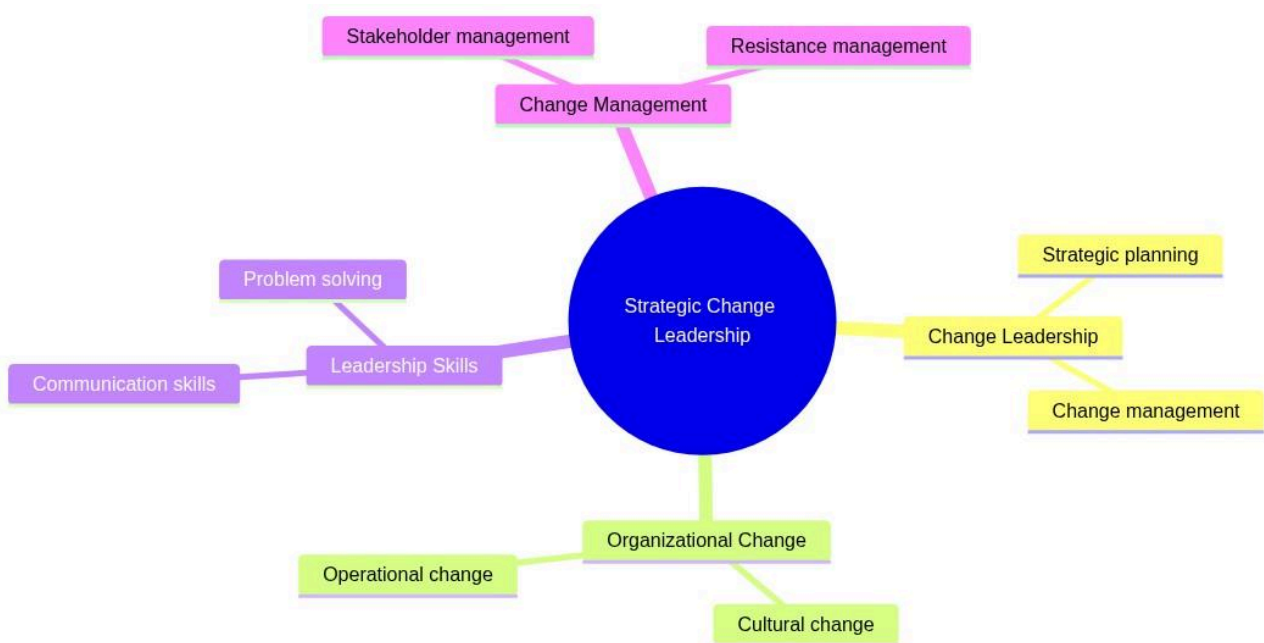 Stakeholder management
Resistance management
Change Management
Strategic planning
Problem solving
Strategic Change
Leadership
Change Leadership
Leadership Skills
Communication skills
Change management
Organizational Change
Operational change
Cultural change